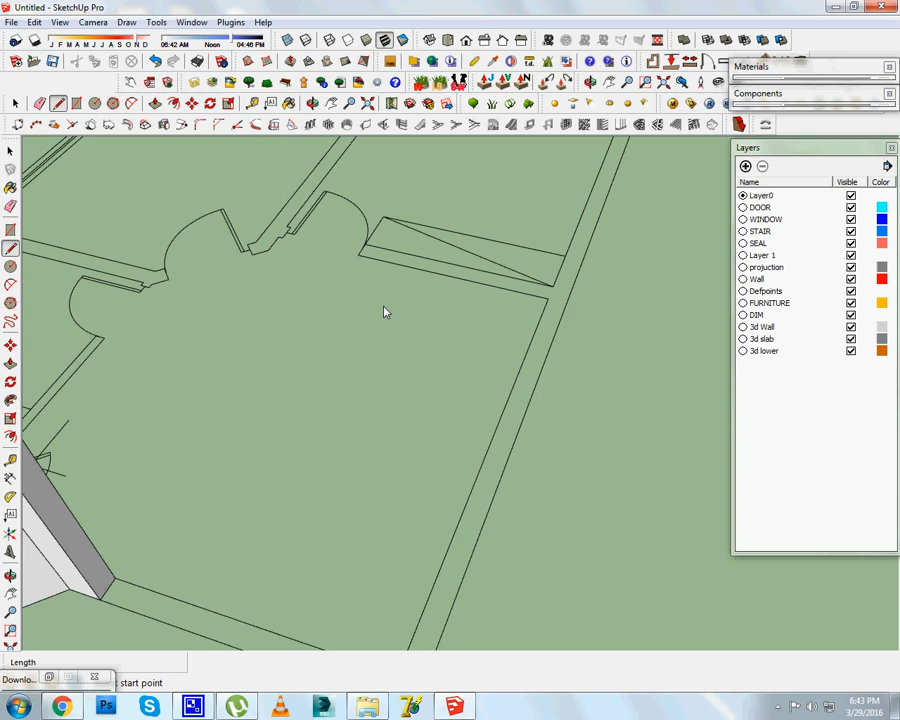 Untitled - SketchUp Pro
File Edit View Camera Draw Tools Window Plugins Help
J F M A M J J A S O N D 06:42 AM Noon 04:46 PM
Materials
Components
Layers
Name Visible Color
Layer0
DOOR
WINDOW
STAIR
SEAL
Layer 1
projuction
Wall
Defpoints
FURNITURE
DIM
3d Wall
3d slab
3d lower
Length
Downlo...
start point
6:43 PM
3/29/2016